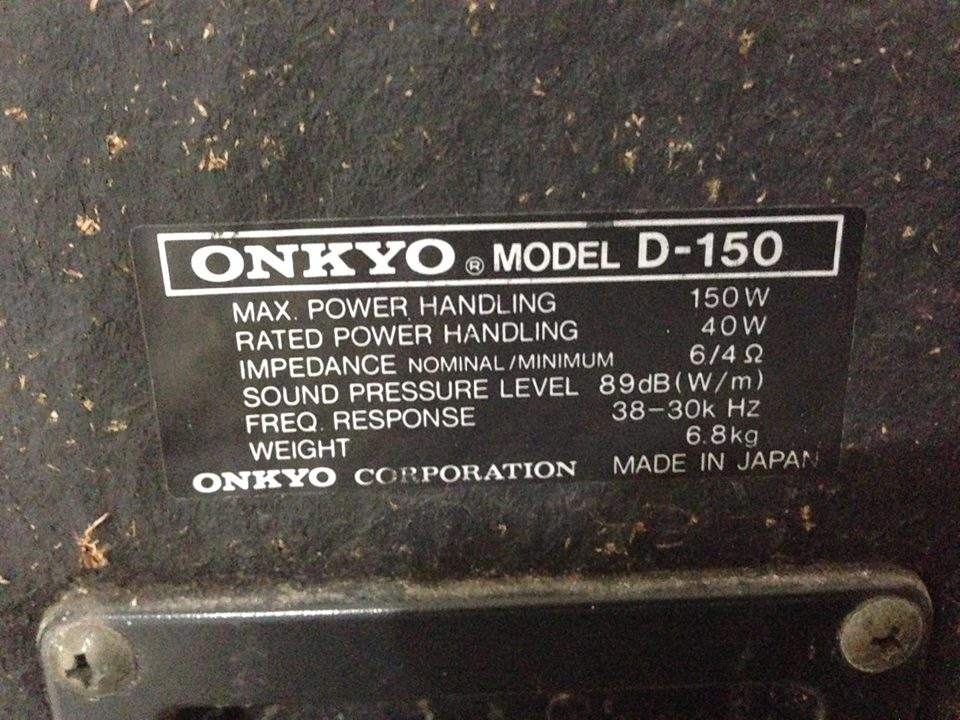 ONKYO ® MODEL D-150
MAX. POWER HANDLING 150W
RATED POWER HANDLING 40W
IMPEDANCE NOMINAL/MINIMUM 6/4 Ω
SOUND PRESSURE LEVEL 89dB(W/m)
FREQ. RESPONSE 38-30k Hz
WEIGHT 6.8kg
ONKYO CORPORATION MADE IN JAPAN